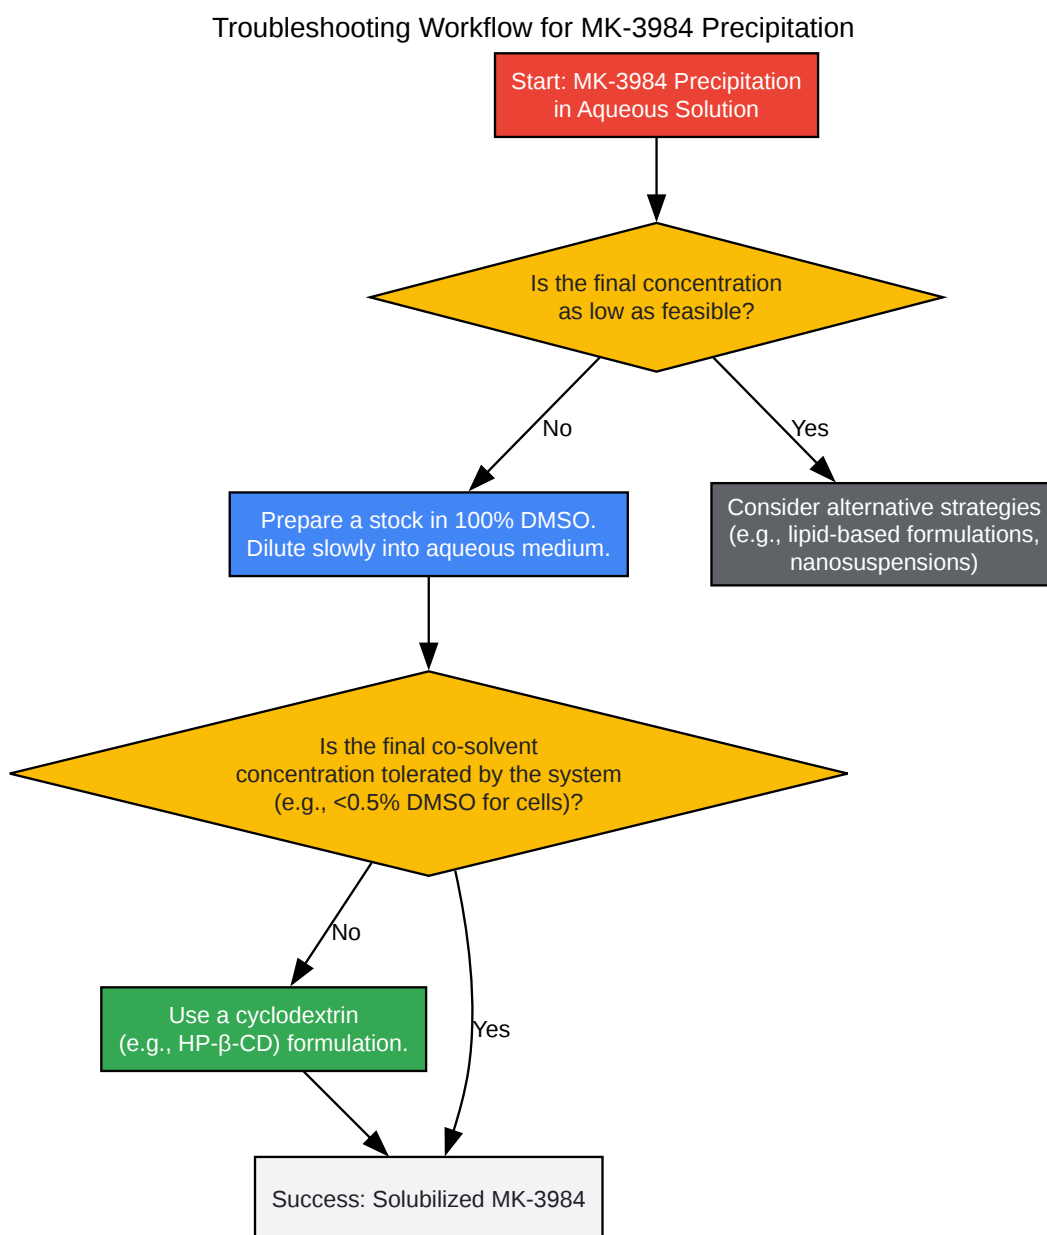 Troubleshooting Workflow for MK-3984 Precipitation
Start: MK-3984 Precipitation
in Aqueous Solution
Is the final concentration
as low as feasible?
No
Yes
Prepare a stock in 100% DMSO.
Dilute slowly into aqueous medium.
Consider alternative strategies
(e.g., lipid-based formulations,
nanosuspensions)
Is the final co-solvent
concentration tolerated by the system
(e.g., <0.5% DMSO for cells)?
No
Yes
Use a cyclodextrin
(e.g., HP-β-CD) formulation.
Success: Solubilized MK-3984